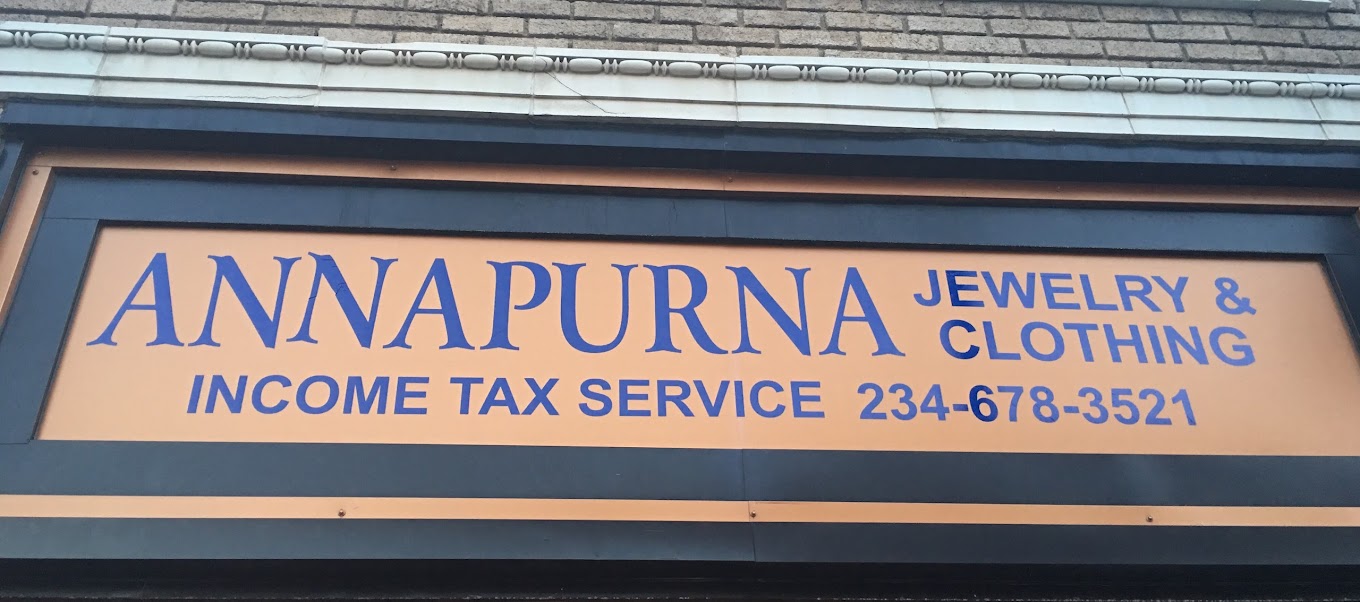 ANNAPURNA JEWELRY &
CLOTHING
INCOME TAX SERVICE 234-678-3521